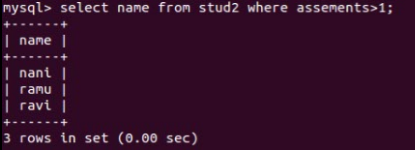 mysql> select name from stud2 where assements>1;
+------+
| name |
+------+
| nani |
| ramu |
| ravi |
+------+
3 rows in set (0.00 sec)